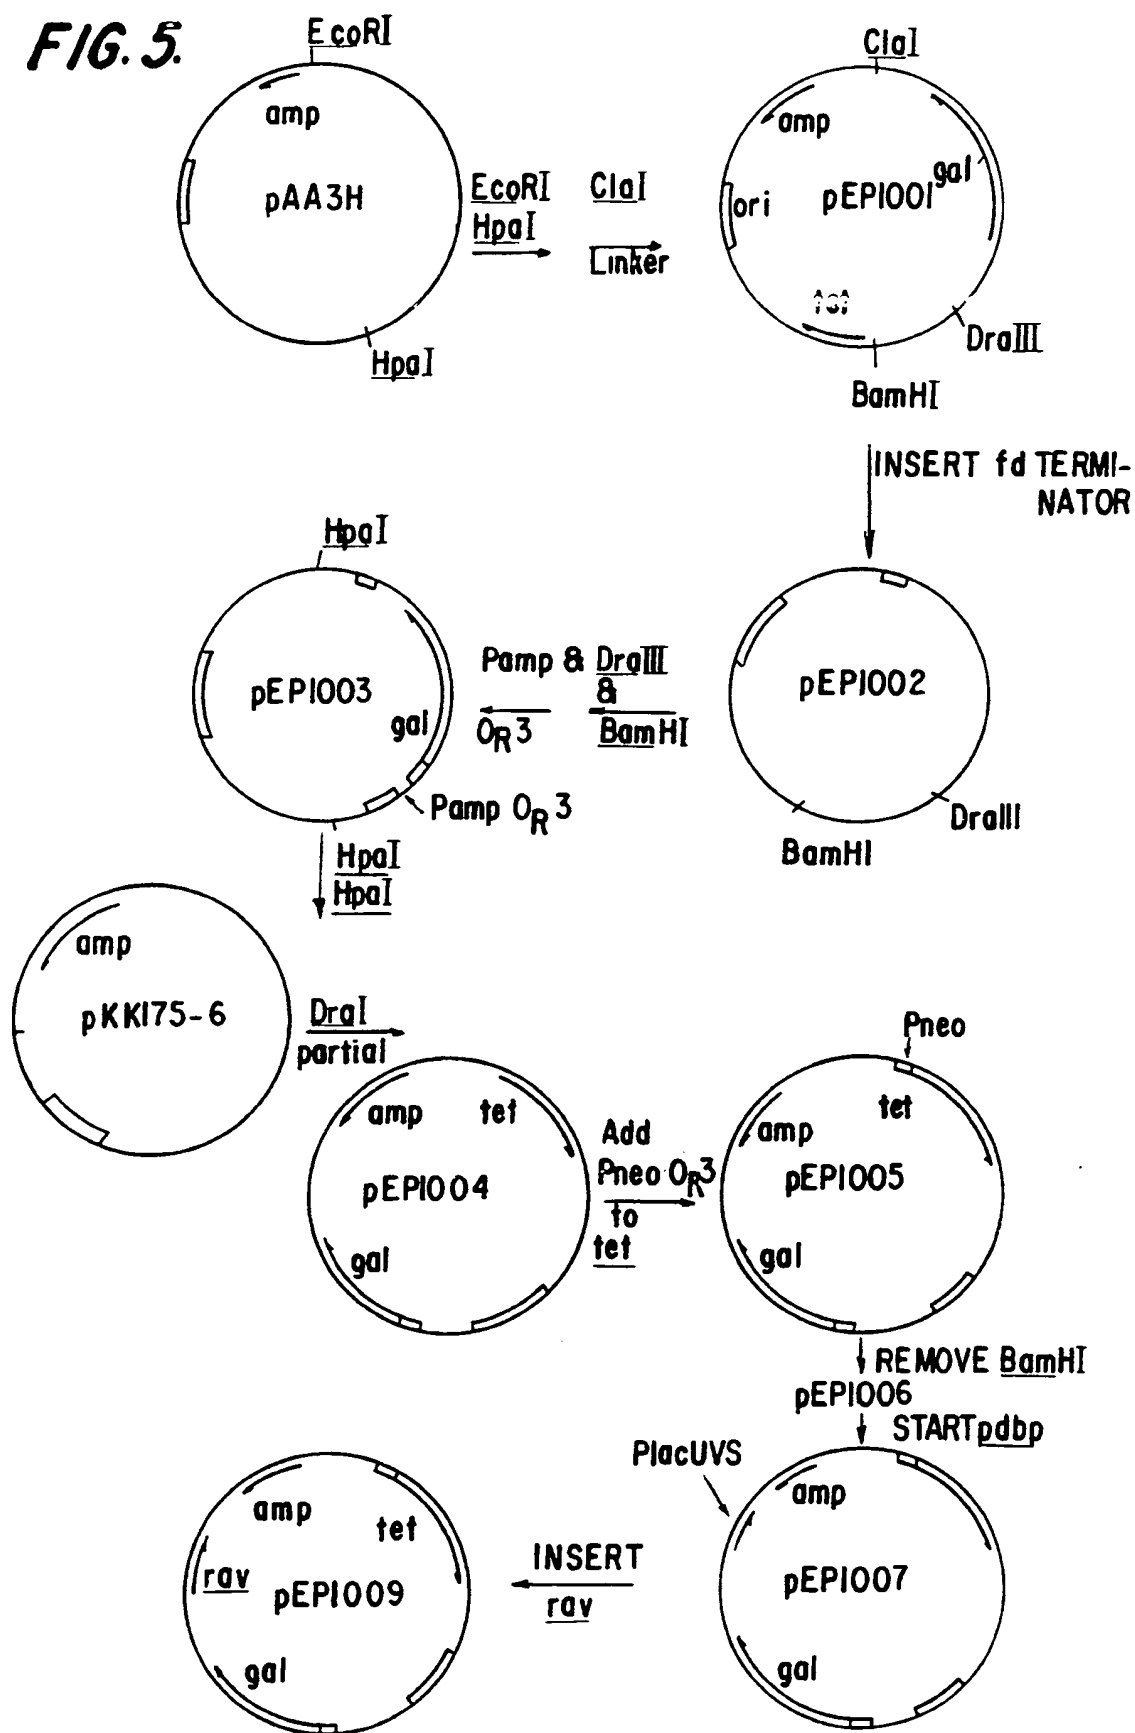 FIG. 5.
EcoRI
amp
pAA3H
HpaI
EcoRI
HpaI
ClaI
Linker
ClaI
amp
gal
ori
pEP1001
DraIII
BamHI
INSERT fd TERMI-
NATOR
pEP1002
DraIII
BamHI
Pamp & DraIII
&
OR3
BamHI
HpaI
pEP1003
gal
Pamp OR3
HpaI
HpaI
amp
pKK175-6
DraI
partial
amp
tet
pEP1004
gal
Add
Pneo OR3
to
tet
Pneo
tet
amp
pEP1005
gal
REMOVE BamHI
pEP1006
START pdbp
PlacUVS
amp
pEP1007
gal
INSERT
rav
amp
tet
rav
pEP1009
gal